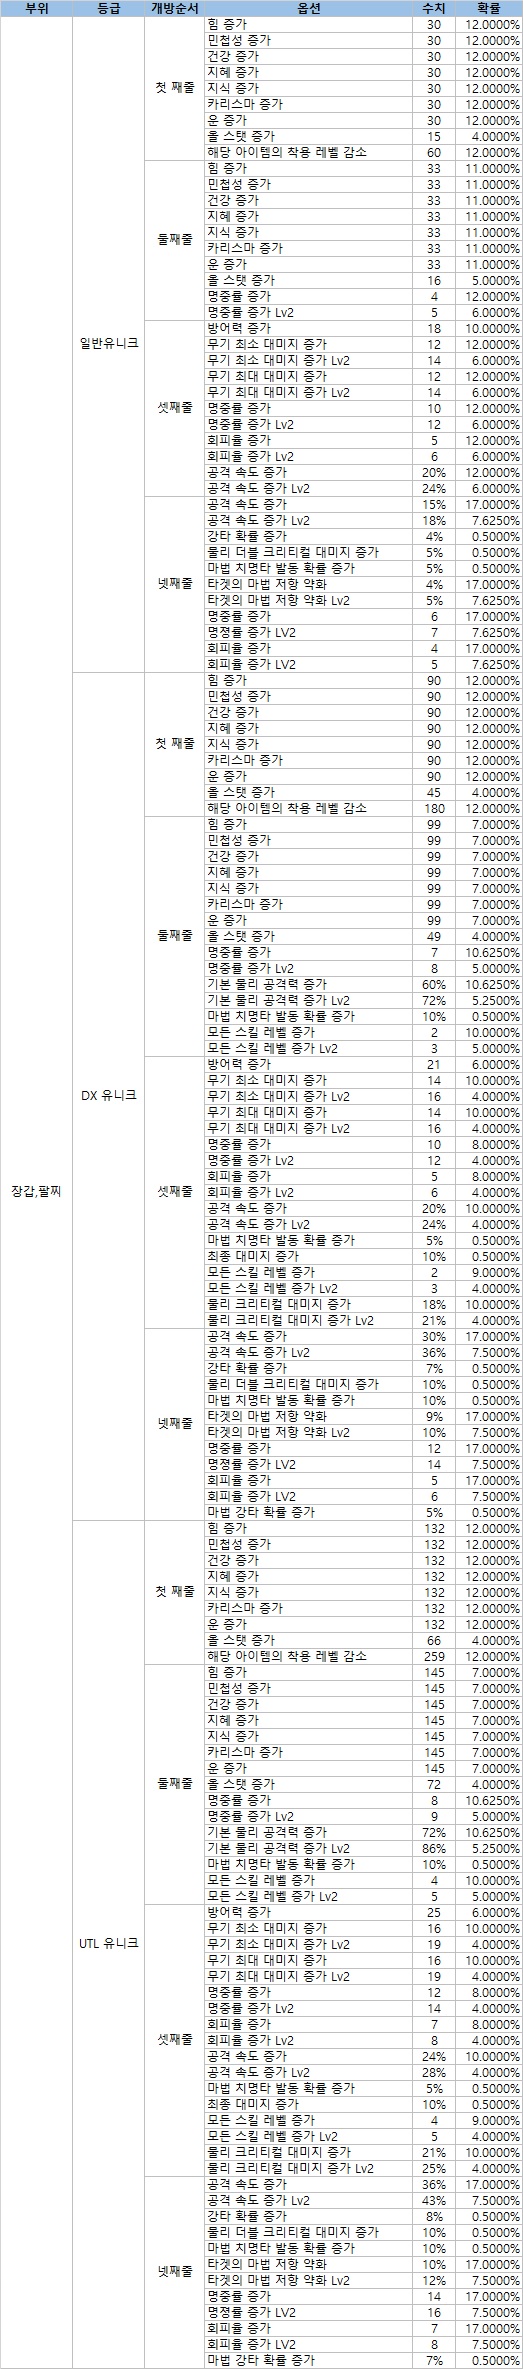 부위 등급 개방순서 옵션 수치 확률
힘 증가 30 12.0000%
민첩성 증가 30 12.0000%
건강 증가 30 12.0000%
지혜 증가 30 12.0000%
첫 째줄 지식 증가 30 12.0000%
카리스마 증가 30 12.0000%
운 증가 30 12.0000%
올 스탯 증가 15 4.0000%
해당 아이템의 착용 레벨 감소 60 12.0000%
힘 증가 33 11.0000%
민첩성 증가 33 11.0000%
건강 증가 33 11.0000%
지혜 증가 33 11.0000%
둘째줄 지식 증가 33 11.0000%
카리스마 증가 33 11.0000%
운 증가 33 11.0000%
올 스탯 증가 16 5.0000%
명중률 증가 4 12.0000%
명중률 증가 Lv2 5 6.0000%
방어력 증가 18 10.0000%
일반유니크 무기 최소 대미지 증가 12 12.0000%
무기 최소 대미지 증가 Lv2 14 6.0000%
무기 최대 대미지 증가 12 12.0000%
무기 최대 대미지 증가 Lv2 14 6.0000%
셋째줄 명중률 증가 10 12.0000%
명중률 증가 Lv2 12 6.0000%
회피율 증가 5 12.0000%
회피율 증가 Lv2 6 6.0000%
공격 속도 증가 20% 12.0000%
공격 속도 증가 Lv2 24% 6.0000%
공격 속도 증가 15% 17.0000%
공격 속도 증가 Lv2 18% 7.6250%
강타 확률 증가 4% 0.5000%
물리 더블 크리티컬 대미지 증가 5% 0.5000%
마법 치명타 발동 확률 증가 5% 0.5000%
넷째줄 타겟의 마법 저항 약화 4% 17.0000%
타겟의 마법 저항 약화 Lv2 5% 7.6250%
명중률 증가 6 17.0000%
명졍률 증가 LV2 7 7.6250%
회피율 증가 4 17.0000%
회피율 증가 LV2 5 7.6250%
힘 증가 90 12.0000%
민첩성 증가 90 12.0000%
건강 증가 90 12.0000%
지혜 증가 90 12.0000%
첫 째줄 지식 증가 90 12.0000%
카리스마 증가 90 12.0000%
운 증가 90 12.0000%
올 스탯 증가 45 4.0000%
해당 아이템의 착용 레벨 감소 180 12.0000%
힘 증가 99 7.0000%
민첩성 증가 99 7.0000%
건강 증가 99 7.0000%
지혜 증가 99 7.0000%
지식 증가 99 7.0000%
카리스마 증가 99 7.0000%
운 증가 99 7.0000%
둘째줄 올 스탯 증가 49 4.0000%
명중률 증가 7 10.6250%
명중률 증가 Lv2 8 5.0000%
기본 물리 공격력 증가 60% 10.6250%
기본 물리 공격력 증가 Lv2 72% 5.2500%
마법 치명타 발동 확률 증가 10% 0.5000%
모든 스킬 레벨 증가 2 10.0000%
모든 스킬 레벨 증가 Lv2 3 5.0000%
방어력 증가 21 6.0000%
무기 최소 대미지 증가 14 10.0000%
DX 유니크 무기 최소 대미지 증가 Lv2 16 4.0000%
무기 최대 대미지 증가 14 10.0000%
무기 최대 대미지 증가 Lv2 16 4.0000%
명중률 증가 10 8.0000%
명중률 증가 Lv2 12 4.0000%
회피율 증가 5 8.0000%
장갑,팔찌 셋째줄 회피율 증가 Lv2 6 4.0000%
공격 속도 증가 20% 10.0000%
공격 속도 증가 Lv2 24% 4.0000%
마법 치명타 발동 확률 증가 5% 0.5000%
최종 대미지 증가 10% 0.5000%
모든 스킬 레벨 증가 2 9.0000%
모든 스킬 레벨 증가 Lv2 3 4.0000%
물리 크리티컬 대미지 증가 18% 10.0000%
물리 크리티컬 대미지 증가 Lv2 21% 4.0000%
공격 속도 증가 30% 17.0000%
공격 속도 증가 Lv2 36% 7.5000%
강타 확률 증가 7% 0.5000%
물리 더블 크리티컬 대미지 증가 10% 0.5000%
마법 치명타 발동 확률 증가 10% 0.5000%
넷째줄 타겟의 마법 저항 약화 9% 17.0000%
타겟의 마법 저항 약화 Lv2 10% 7.5000%
명중률 증가 12 17.0000%
명졍률 증가 LV2 14 7.5000%
회피율 증가 5 17.0000%
회피율 증가 LV2 6 7.5000%
마법 강타 확률 증가 5% 0.5000%
힘 증가 132 12.0000%
민첩성 증가 132 12.0000%
건강 증가 132 12.0000%
지혜 증가 132 12.0000%
첫 째줄 지식 증가 132 12.0000%
카리스마 증가 132 12.0000%
운 증가 132 12.0000%
올 스탯 증가 66 4.0000%
해당 아이템의 착용 레벨 감소 259 12.0000%
힘 증가 145 7.0000%
민첩성 증가 145 7.0000%
건강 증가 145 7.0000%
지혜 증가 145 7.0000%
지식 증가 145 7.0000%
카리스마 증가 145 7.0000%
운 증가 145 7.0000%
둘째줄 올 스탯 증가 72 4.0000%
명중률 증가 8 10.6250%
명중률 증가 Lv2 9 5.0000%
기본 물리 공격력 증가 72% 10.6250%
기본 물리 공격력 증가 Lv2 86% 5.2500%
마법 치명타 발동 확률 증가 10% 0.5000%
모든 스킬 레벨 증가 4 10.0000%
모든 스킬 레벨 증가 Lv2 5 5.0000%
방어력 증가 25 6.0000%
무기 최소 대미지 증가 16 10.0000%
UTL 유니크 무기 최소 대미지 증가 Lv2 19 4.0000%
무기 최대 대미지 증가 16 10.0000%
무기 최대 대미지 증가 Lv2 19 4.0000%
명중률 증가 12 8.0000%
명중률 증가 Lv2 14 4.0000%
회피율 증가 7 8.0000%
셋째줄 회피율 증가 Lv2 8 4.0000%
공격 속도 증가 24% 10.0000%
공격 속도 증가 Lv2 28% 4.0000%
마법 치명타 발동 확률 증가 5% 0.5000%
최종 대미지 증가 10% 0.5000%
모든 스킬 레벨 증가 4 9.0000%
모든 스킬 레벨 증가 Lv2 5 4.0000%
물리 크리티컬 대미지 증가 21% 10.0000%
물리 크리티컬 대미지 증가 Lv2 25% 4.0000%
공격 속도 증가 36% 17.0000%
공격 속도 증가 Lv2 43% 7.5000%
강타 확률 증가 8% 0.5000%
물리 더블 크리티컬 대미지 증가 10% 0.5000%
마법 치명타 발동 확률 증가 10% 0.5000%
넷째줄 타겟의 마법 저항 약화 10% 17.0000%
타겟의 마법 저항 약화 Lv2 12% 7.5000%
명중률 증가 14 17.0000%
명졍률 증가 LV2 16 7.5000%
회피율 증가 7 17.0000%
회피율 증가 LV2 8 7.5000%
마법 강타 확률 증가 7% 0.5000%